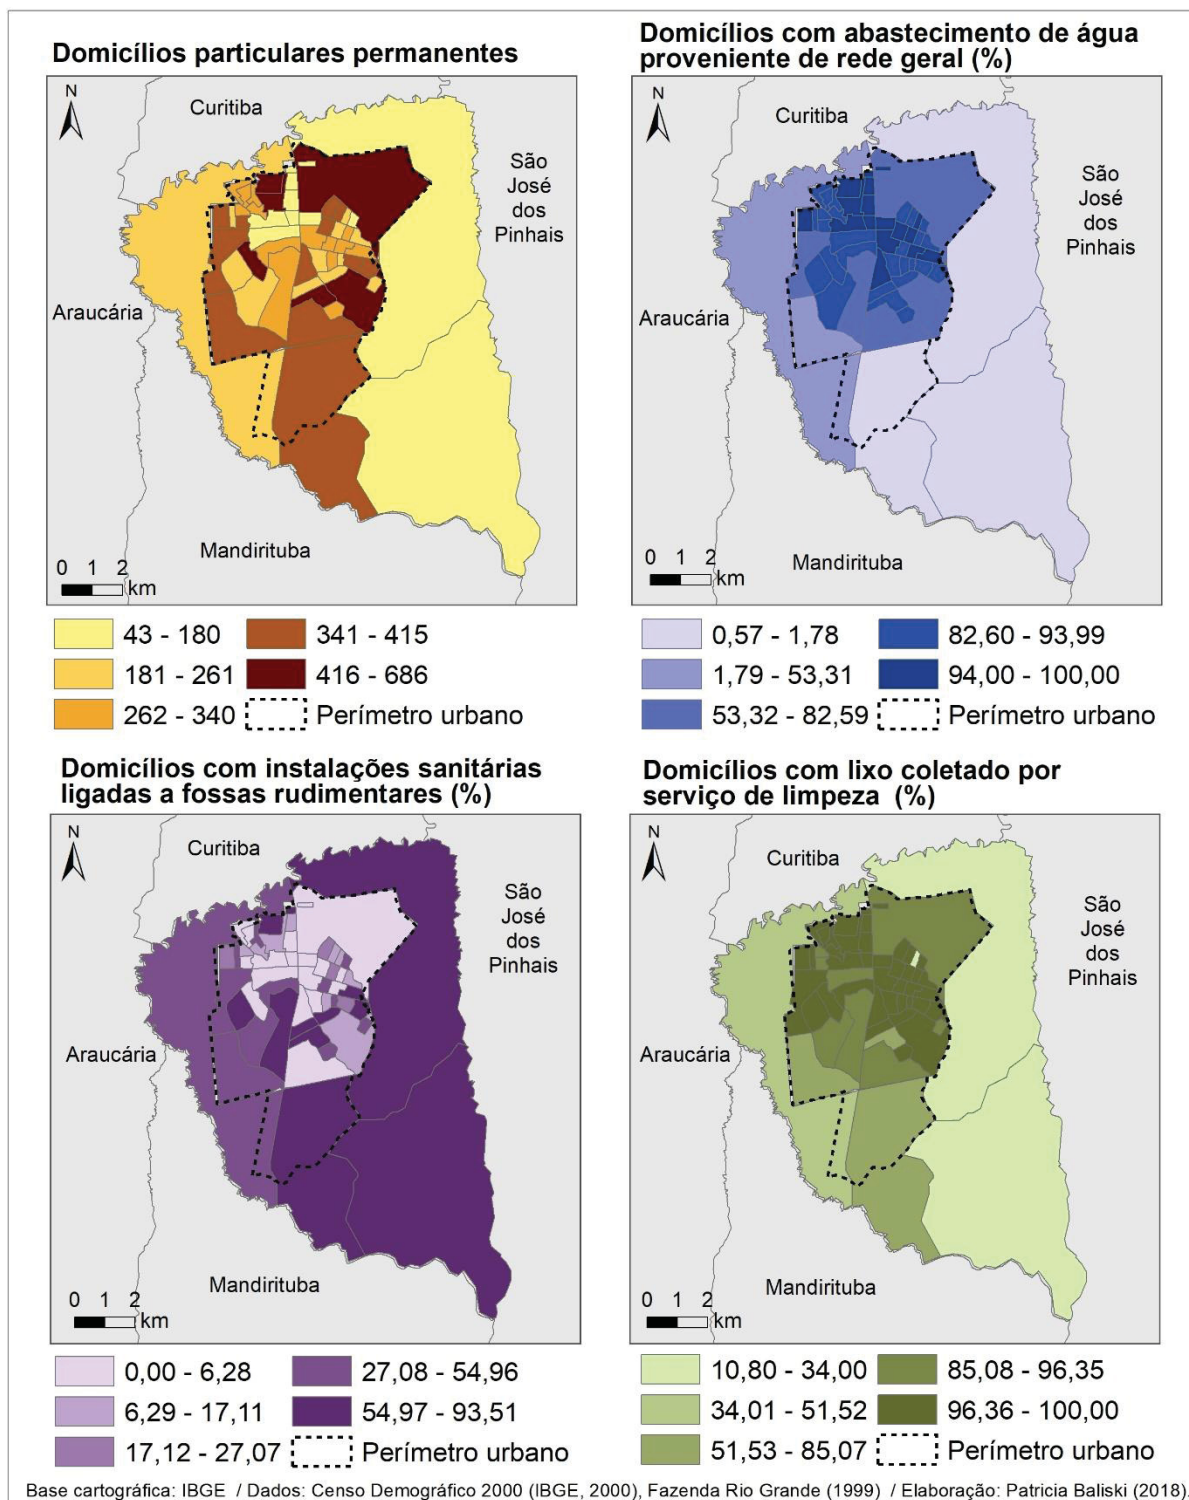 Domicílios particulares permanentes
N
Curitiba
São
José
dos
Pinhais
Araucária
Mandirituba
0 1 2
km
43 - 180
341 - 415
181 - 261
416 - 686
262 - 340
Perímetro urbano
Domicílios com abastecimento de água
proveniente de rede geral (%)
N
Curitiba
São
José
dos
Pinhais
Araucária
Mandirituba
0 1 2
km
0,57 - 1,78
82,60 - 93,99
1,79 - 53,31
94,00 - 100,00
53,32 - 82,59
Perímetro urbano
Domicílios com instalações sanitárias
ligadas a fossas rudimentares (%)
N
Curitiba
São
José
dos
Pinhais
Araucária
Mandirituba
0 1 2
km
0,00 - 6,28
27,08 - 54,96
6,29 - 17,11
54,97 - 93,51
17,12 - 27,07
Perímetro urbano
Domicílios com lixo coletado por
serviço de limpeza (%)
N
Curitiba
São
José
dos
Pinhais
Araucária
Mandirituba
0 1 2
km
10,80 - 34,00
85,08 - 96,35
34,01 - 51,52
96,36 - 100,00
51,53 - 85,07
Perímetro urbano
Base cartográfica: IBGE / Dados: Censo Demográfico 2000 (IBGE, 2000), Fazenda Rio Grande (1999) / Elaboração: Patricia Baliski (2018).